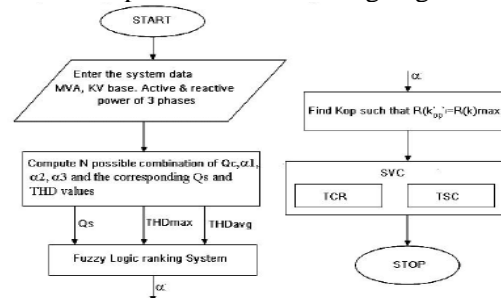 START
Enter the system data
MVA, KV base. Active & reactive
power of 3 phases
Compute N possible combination of Qc,α1,
α2, α3 and the corresponding Qs and
THD values
Qs
THDmax
THDavg
Fuzzy Logic ranking System
α
α
Find Kop such that R(kop)=R(k)max
SVC
TCR
TSC
STOP